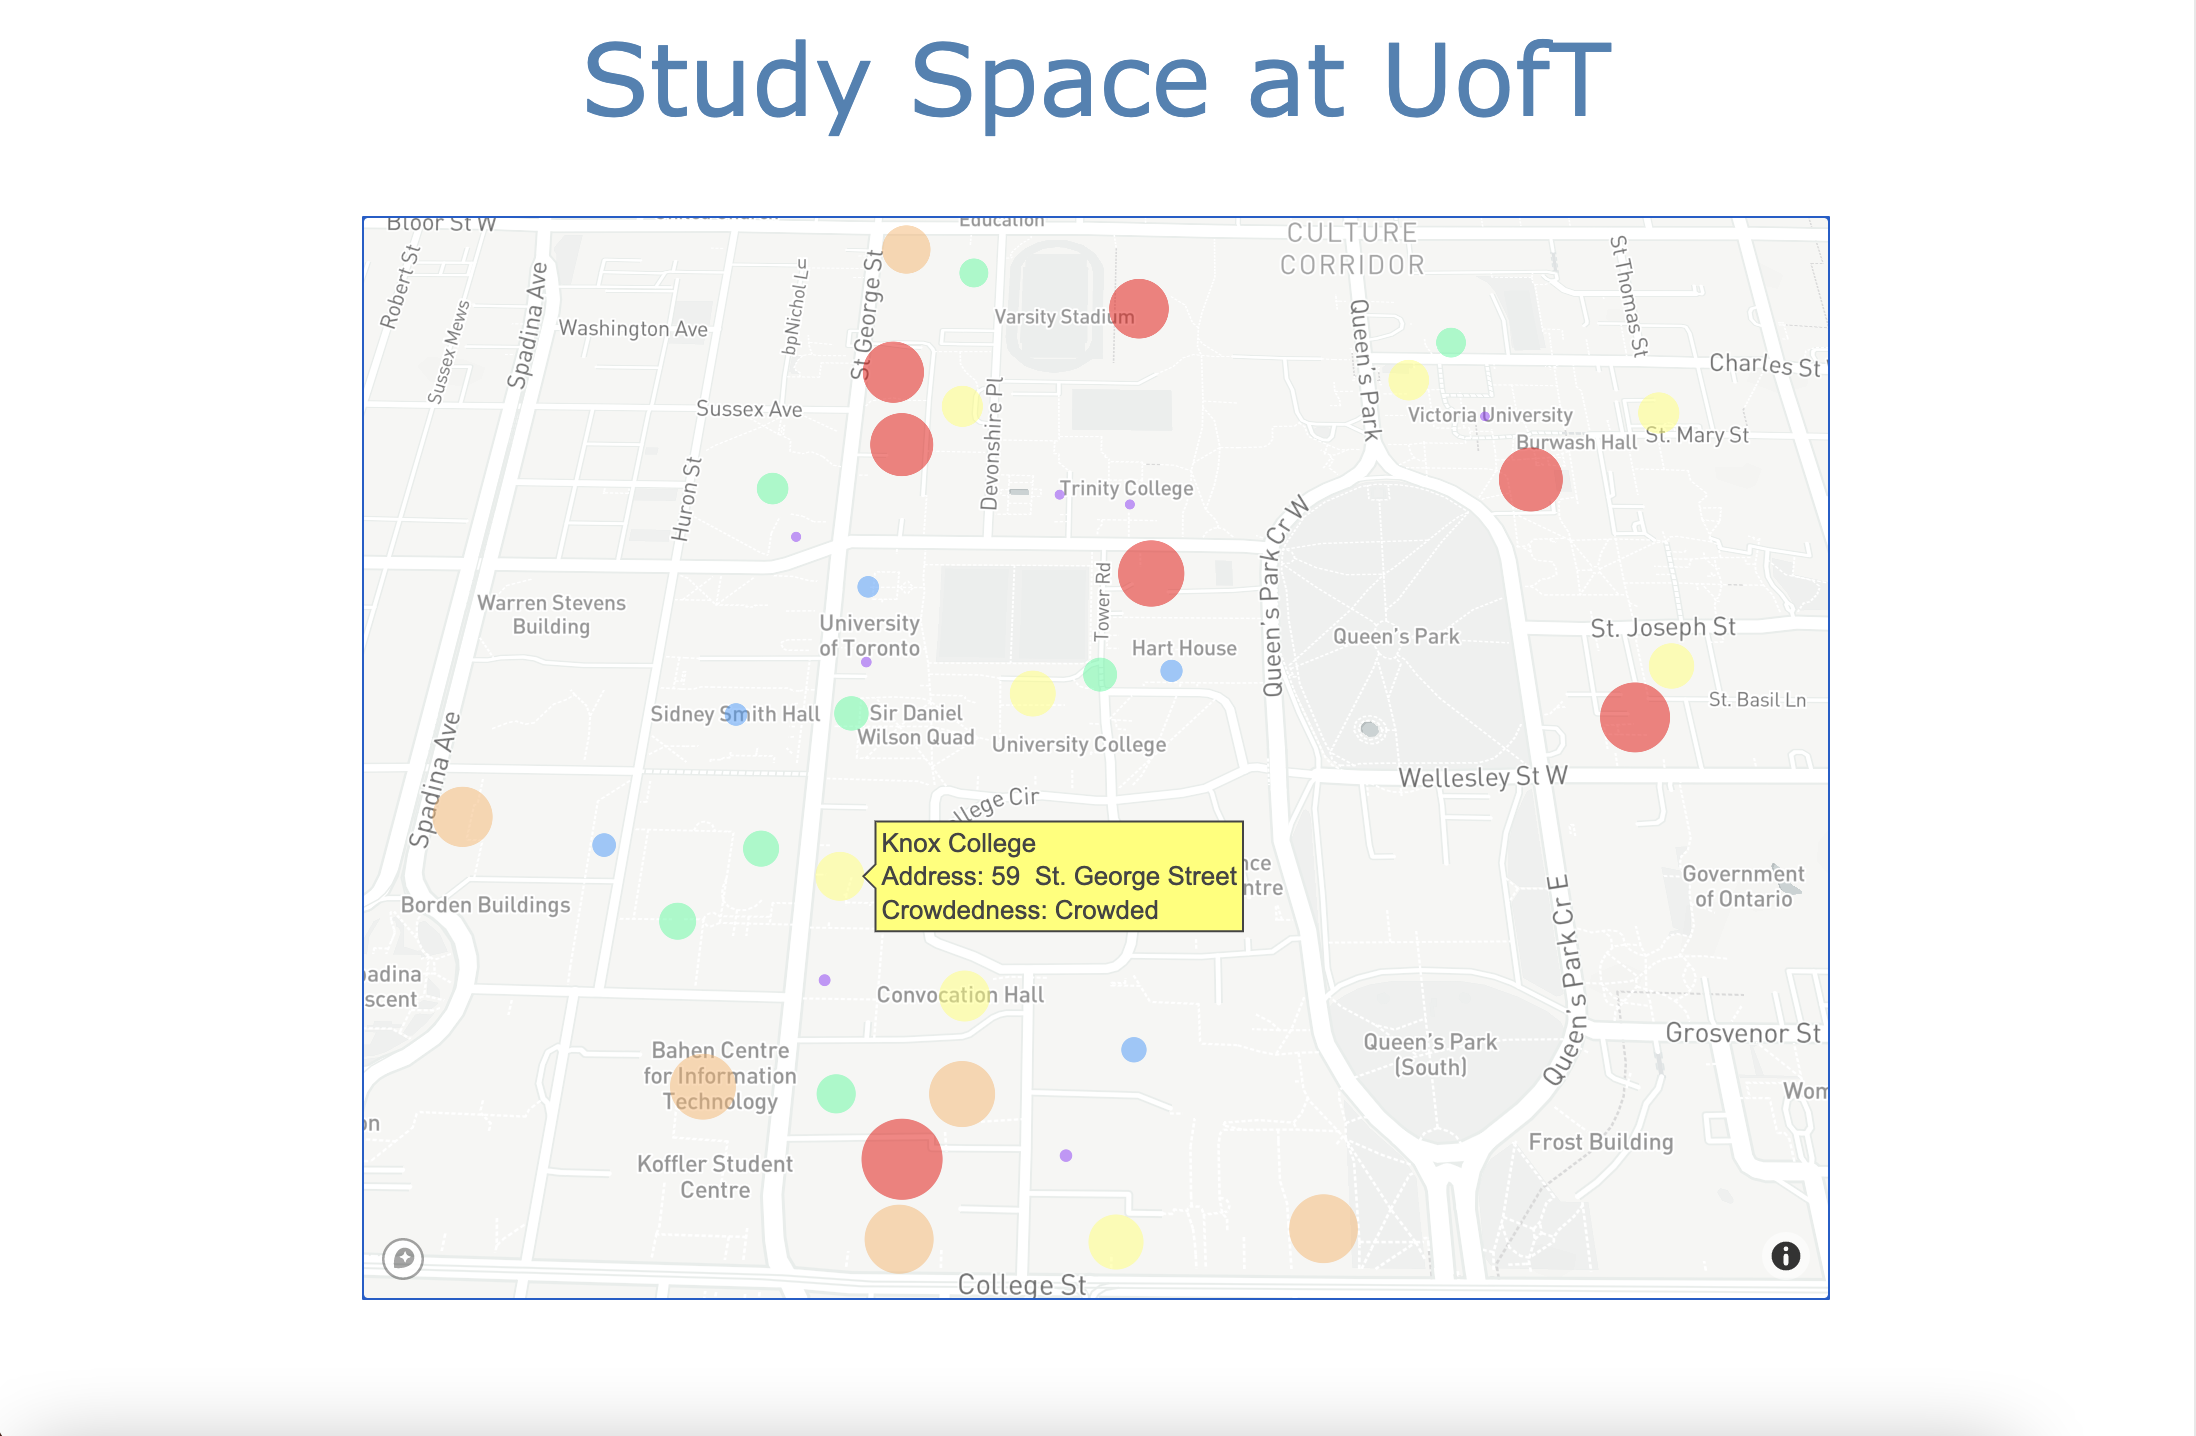 Study Space at UofT
Bloor St W
Education
CULTURE
CORRIDOR
Robert St
Sussex Mews
Spadina Ave
Washington Ave
bpNichol Ln
St George St
Varsity Stadium
Queen's Park
St Thomas St
Charles St
Sussex Ave
Devonshire Pl
Victoria University
Burwash Hall
St. Mary St
Huron St
Trinity College
Queen's Park Cr W
Warren Stevens
Building
University
of Toronto
Tower Rd
Hart House
Queen's Park
Queen's Park
St. Joseph St
St. Basil Ln
Sidney Smith Hall
Sir Daniel
Wilson Quad
University College
Wellesley St W
Spadina Ave
llege Cir
Knox College
Address: 59 St. George Street
Crowdedness: Crowded
nce
ntre
Government
of Ontario
Borden Buildings
Queen's Park Cr E
padina
scent
Convocation Hall
Grosvenor St
Bahen Centre
for Information
Technology
Queen's Park
(South)
Wom
on
Frost Building
Koffler Student
Centre
College St